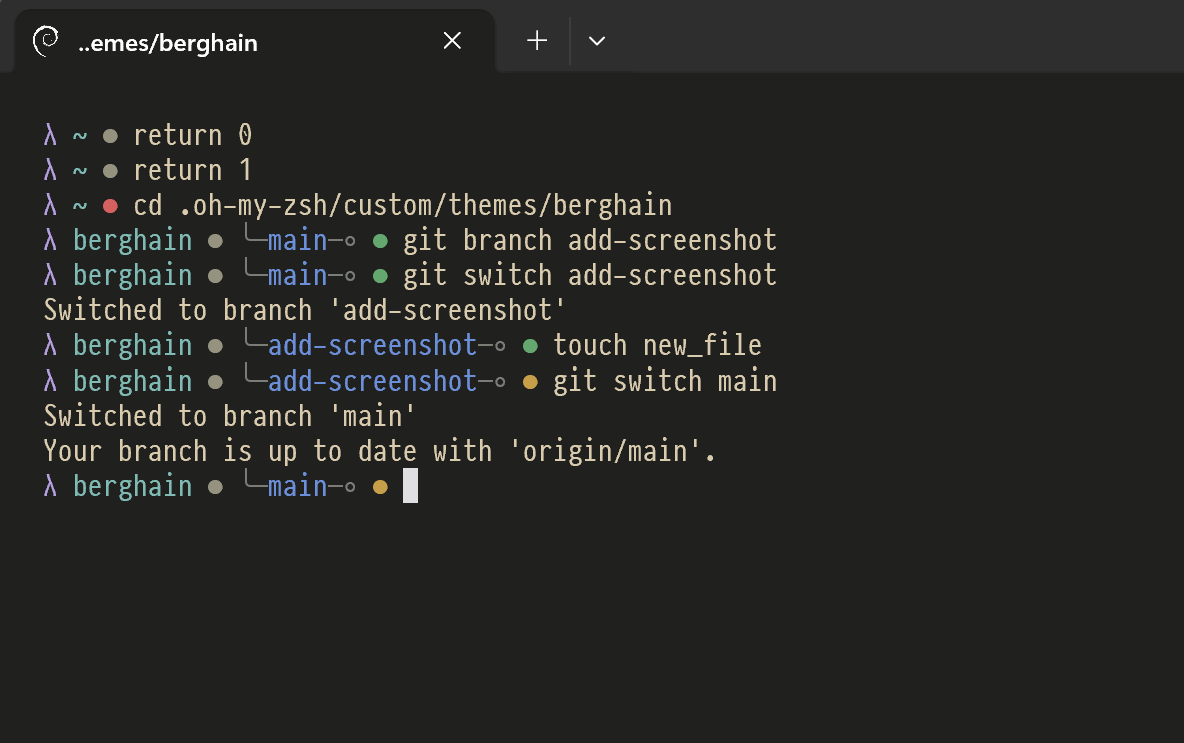 ..emes/berghain
λ ~ ● return 0
λ ~ ● return 1
λ ~ ● cd .oh-my-zsh/custom/themes/berghain
λ berghain ● ╰─main─∘ ● git branch add-screenshot
λ berghain ● ╰─main─∘ ● git switch add-screenshot
Switched to branch 'add-screenshot'
λ berghain ● ╰─add-screenshot─∘ ● touch new_file
λ berghain ● ╰─add-screenshot─∘ ● git switch main
Switched to branch 'main'
Your branch is up to date with 'origin/main'.
λ berghain ● ╰─main─∘ ●